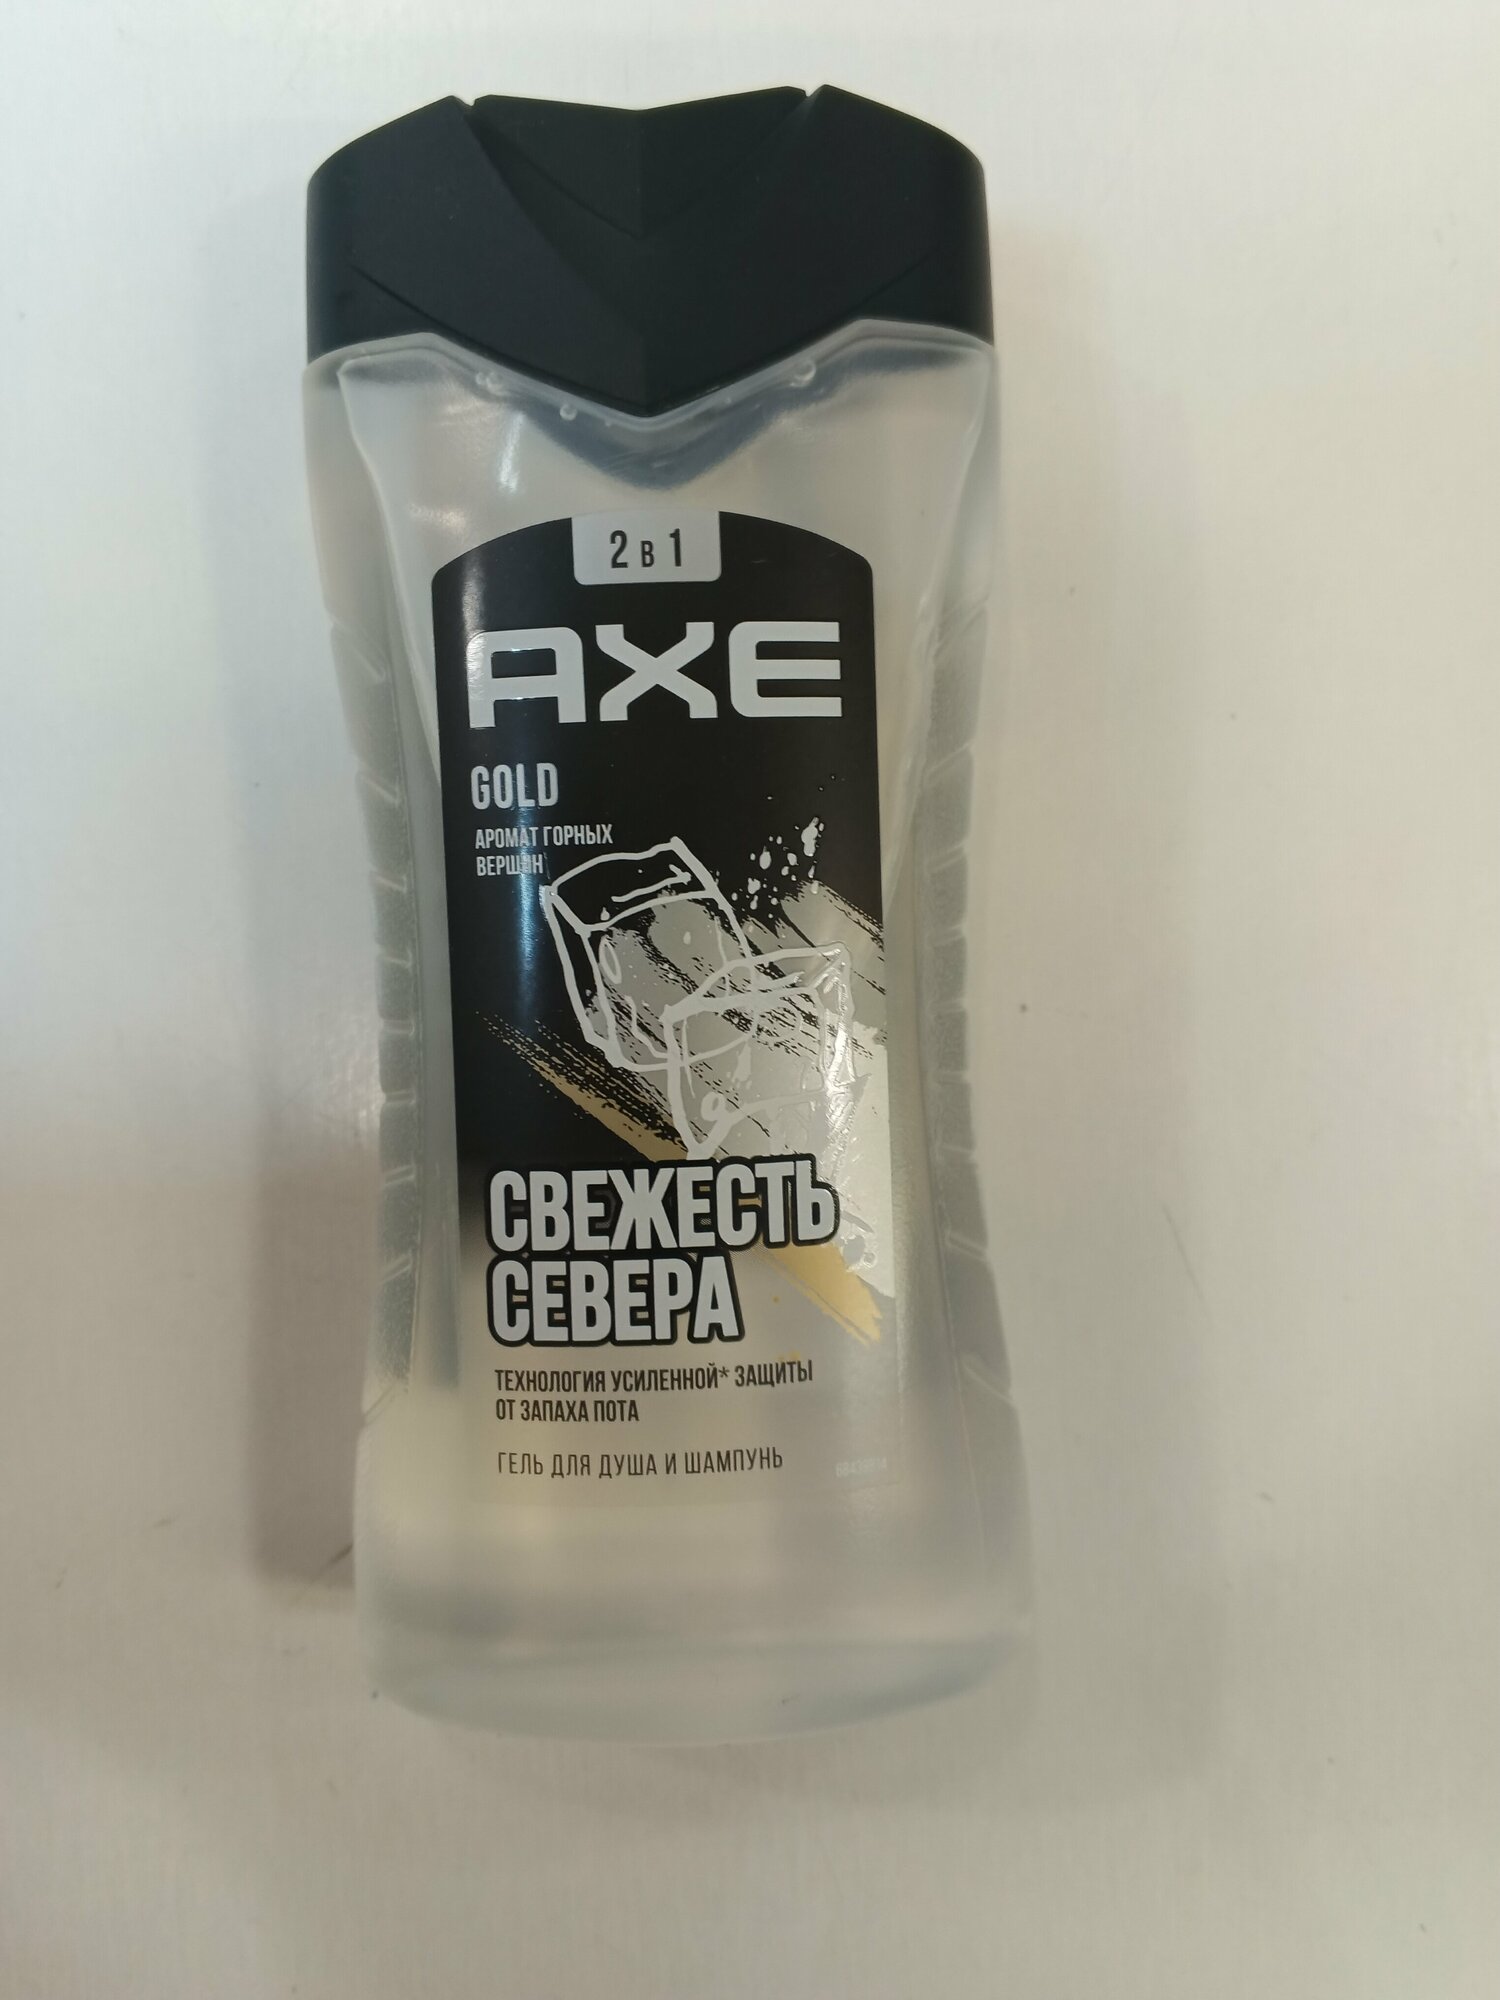 2 В 1
AXE
GOLD
АРОМАТ ГОРНЫХ
ВЕРШИН
СВЕЖЕСТЬ
СЕВЕРА
ТЕХНОЛОГИЯ УСИЛЕННОЙ* ЗАЩИТЫ
ОТ ЗАПАХА ПОТА
ГЕЛЬ ДЛЯ ДУША И ШАМПУНЬ